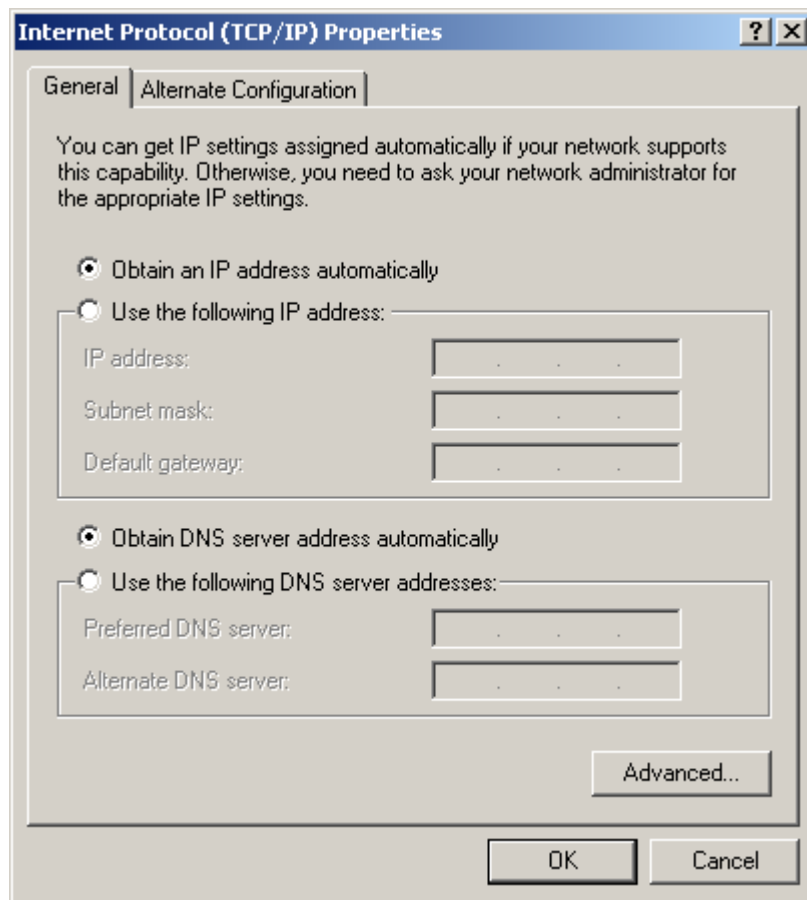 Internet Protocol (TCP/IP) Properties
General
Alternate Configuration
You can get IP settings assigned automatically if your network supports
this capability. Otherwise, you need to ask your network administrator for
the appropriate IP settings.
Obtain an IP address automatically
Use the following IP address:
IP address:
Subnet mask:
Default gateway:
Obtain DNS server address automatically
Use the following DNS server addresses:
Preferred DNS server:
Alternate DNS server:
Advanced...
OK
Cancel